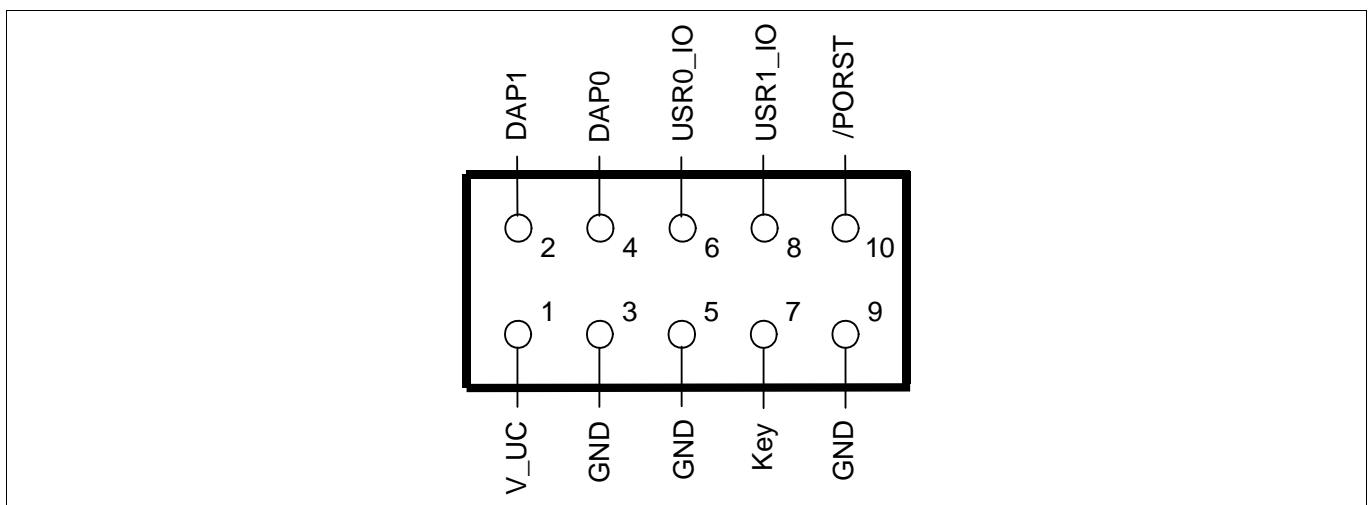 DAP1
DAP0
USR0_IO
USR1_IO
/PORST
2
4
6
8
10
1
3
5
7
9
V_UC
GND
GND
Key
GND